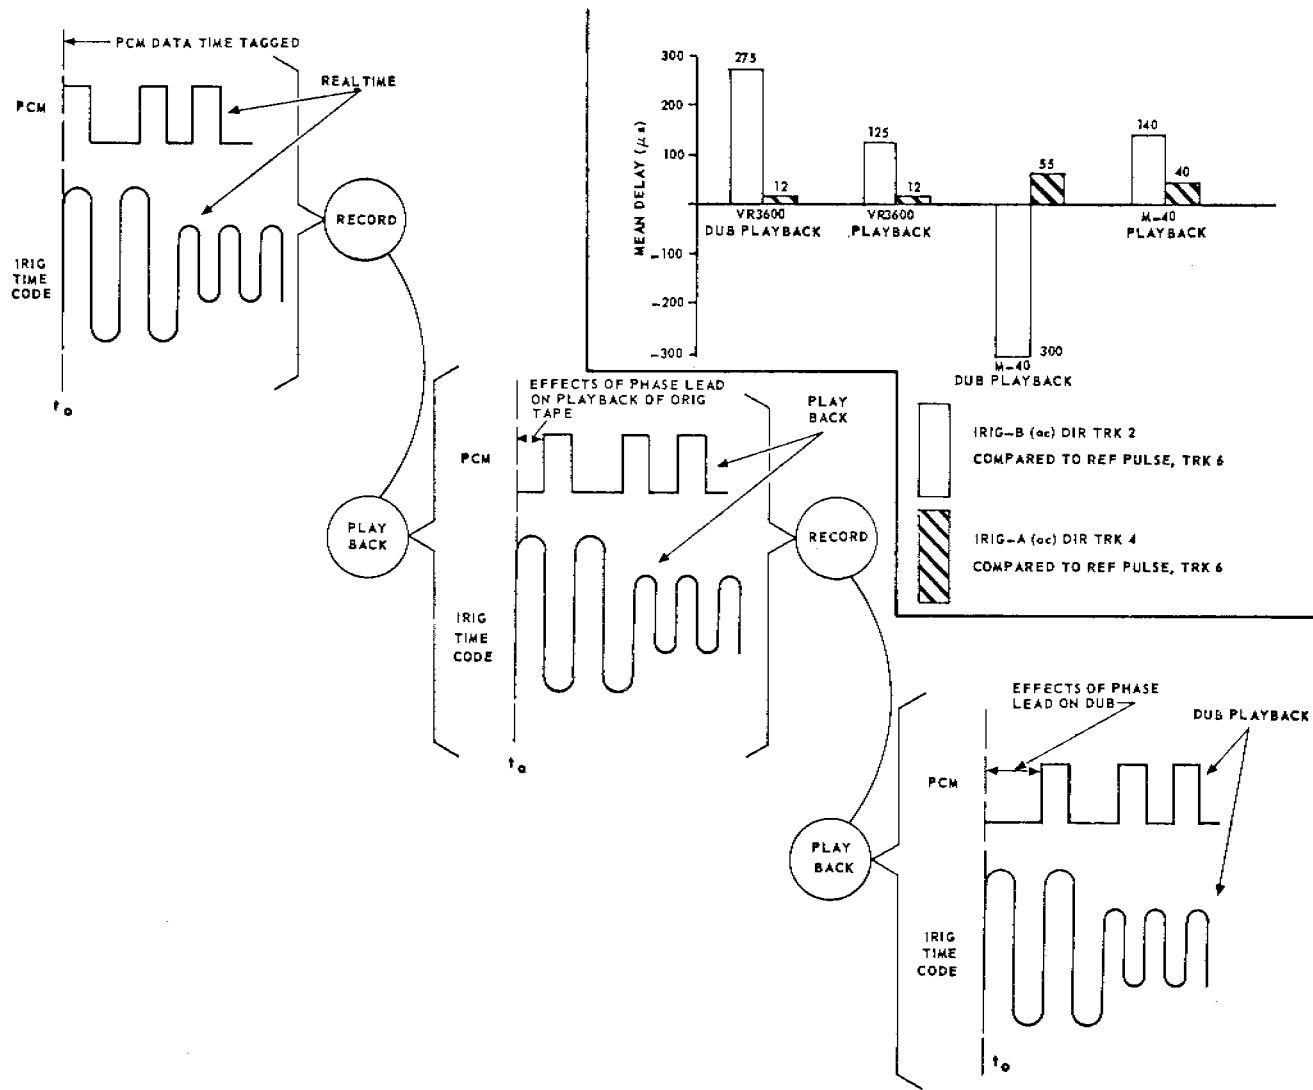 PCM DATA TIME TAGGED
REAL TIME
PCM
IRIG
TIME
CODE
RECORD
t₀
300
200
100
-100
-200
-300
MEAN DELAY (μs)
275
12
125
12
300
55
140
40
VR3600
DUB PLAYBACK
VR3600
PLAYBACK
M-40
DUB PLAYBACK
M-40
PLAYBACK
IRIG-B (ac) DIR TRK 2
COMPARED TO REF PULSE, TRK 6
IRIG-A (ac) DIR TRK 4
COMPARED TO REF PULSE, TRK 6
EFFECTS OF PHASE LEAD
ON PLAYBACK OF ORIG
TAPE
PLAY
BACK
PCM
PLAY
BACK
RECORD
IRIG
TIME
CODE
t₀
EFFECTS OF PHASE
LEAD ON DUB
DUB PLAYBACK
PCM
PLAY
BACK
IRIG
TIME
CODE
t₀